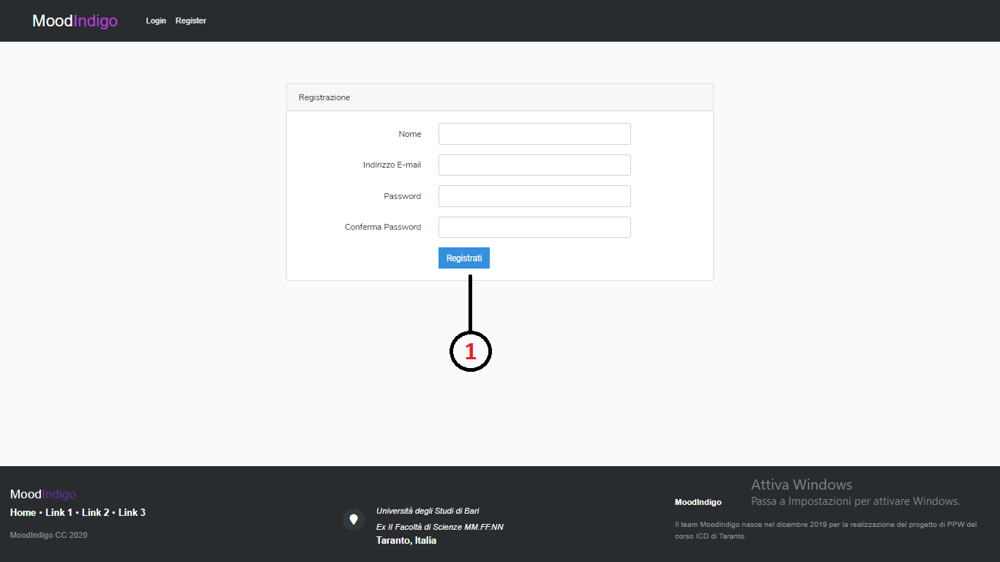 MoodIndigo Login Register
Registrazione
Nome
Indirizzo E-mail
Password
Conferma Password
Registrati
1
MoodIndigo
Home • Link 1 • Link 2 • Link 3
MoodIndigo CC 2020
Università degli Studi di Bari
Ex II Facoltà di Scienze MM.FF.NN
Taranto, Italia
Attiva Windows
Passa a Impostazioni per attivare Windows.
MoodIndigo
Il team MoodIndigo nasce nel dicembre 2019 per la realizzazione del progetto di PPW del
corso ICD di Taranto.